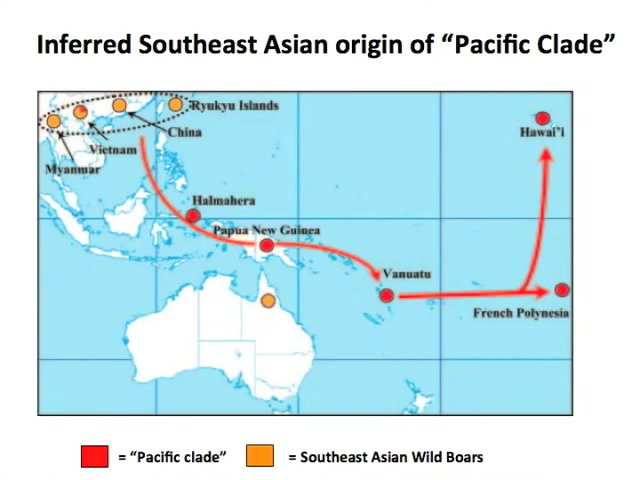 Inferred Southeast Asian origin of “Pacific Clade”
Ryukyu Islands
China
Vietnam
Myanmar
Hawai'i
Halmahera
Papua New Guinea
Vanuatu
French Polynesia
= “Pacific clade”
= Southeast Asian Wild Boars